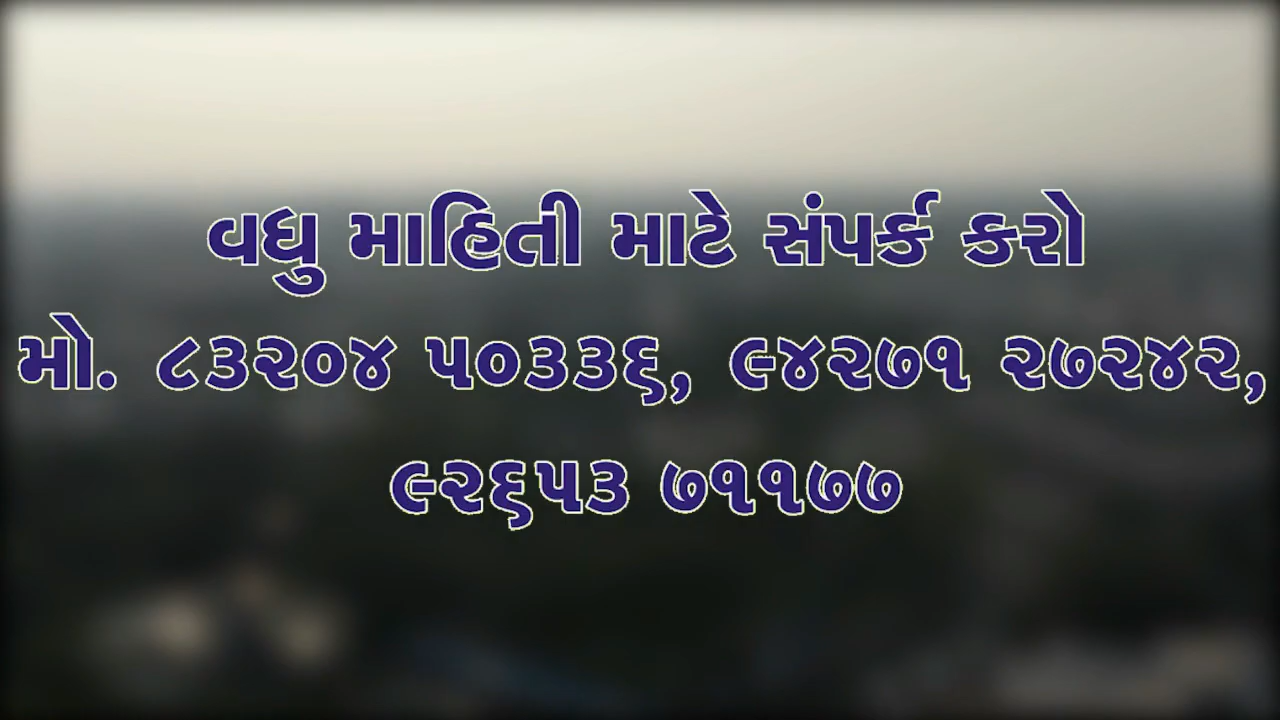 વધુ માહિતી માટે સંપર્ક કરો
મો. ૮૩૨૦૪ ૫૦૩૩૬, ૯૪૨૭૧ ૨૭૨૪૨,
૯૨૬૫૩ ૭૧૧૭૭